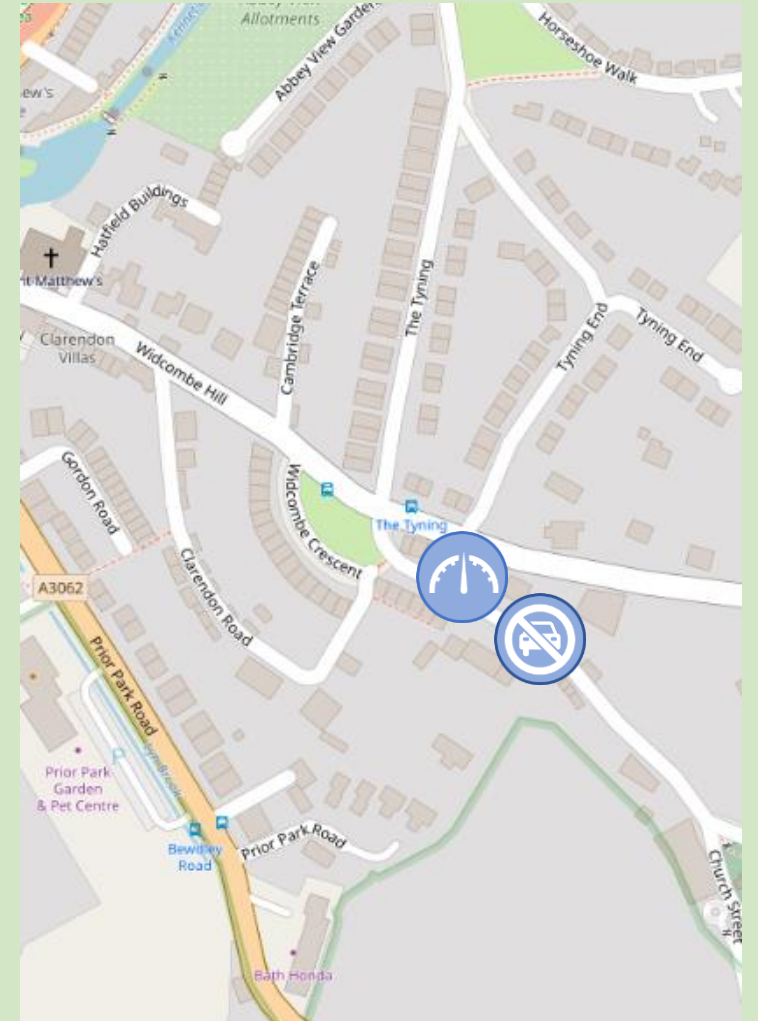 Allotments
Abbey View Gardens
Horseshoe Walk
Hatfield Buildings
Matthew's
Clarendon
Villas
Widcombe Hill
Cambridge Terrace
The Tyning
Tyning End
Tyning End
Gordon Road
Widcombe Crescent
The Tyning
Clarendon Road
A3062
Prior Park Road
Lyn Brook
P
Prior Park
Garden
& Pet Centre
Bewdley
Road
Prior Park Road
Church Street
Bath Honda